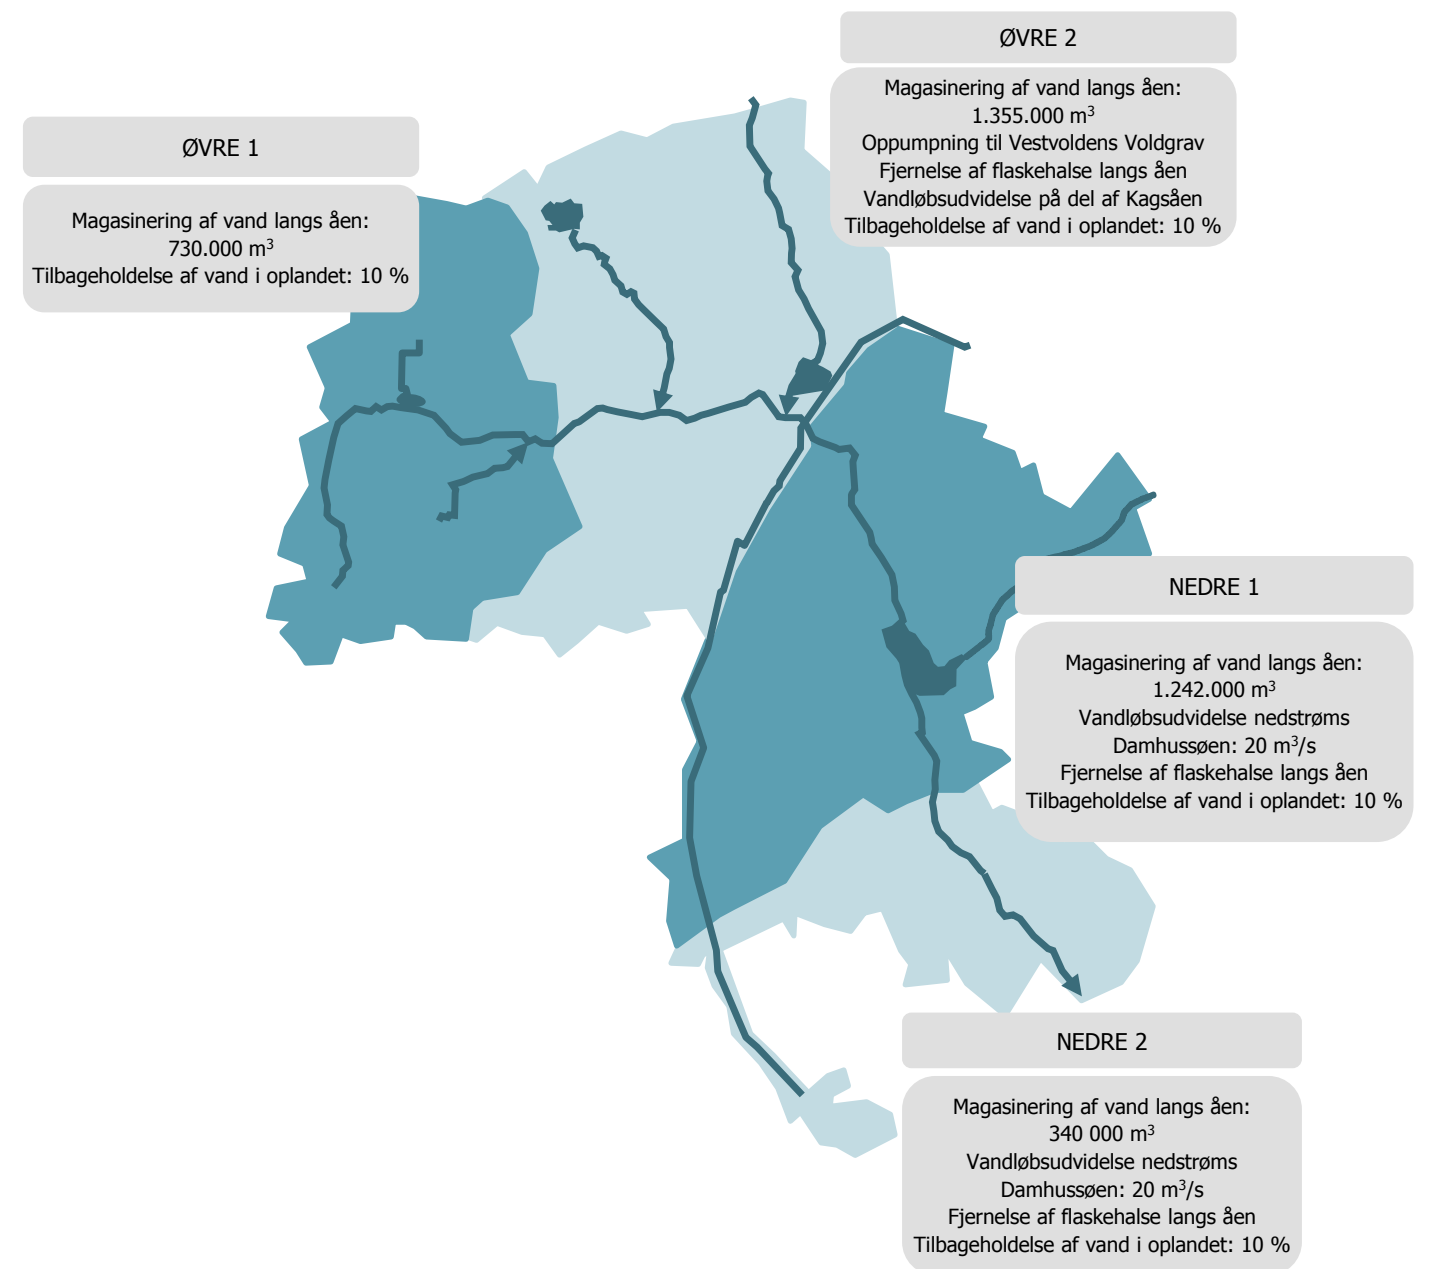 ØVRE 1
Magasinering af vand langs åen:
730.000 m³
Tilbageholdelse af vand i oplandet: 10 %
ØVRE 2
Magasinering af vand langs åen:
1.355.000 m³
Oppumpning til Vestvoldens Voldgrav
Fjernelse af flaskehalse langs åen
Vandløbsudvidelse på del af Kagsåen
Tilbageholdelse af vand i oplandet: 10 %
NEDRE 1
Magasinering af vand langs åen:
1.242.000 m³
Vandløbsudvidelse nedstrøms
Damhussøen: 20 m³/s
Fjernelse af flaskehalse langs åen
Tilbageholdelse af vand i oplandet: 10 %
NEDRE 2
Magasinering af vand langs åen:
340 000 m³
Vandløbsudvidelse nedstrøms
Damhussøen: 20 m³/s
Fjernelse af flaskehalse langs åen
Tilbageholdelse af vand i oplandet: 10 %